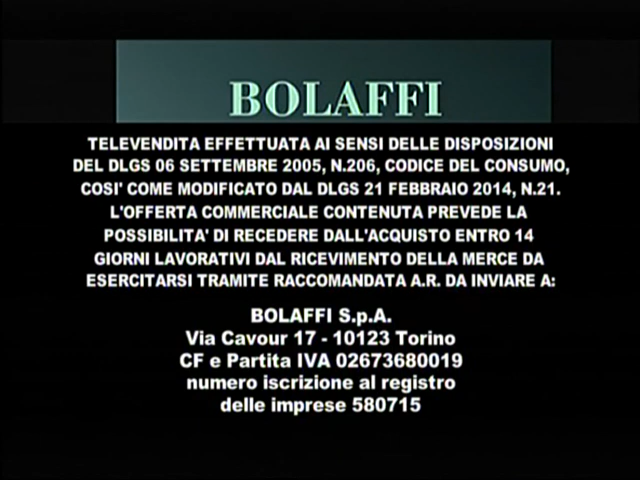 BOLAFFI
TELEVENDITA EFFETTUATA AI SENSI DELLE DISPOSIZIONI
DEL DLGS 06 SETTEMBRE 2005, N.206, CODICE DEL CONSUMO,
COSI' COME MODIFICATO DAL DLGS 21 FEBBRAIO 2014, N.21.
L'OFFERTA COMMERCIALE CONTENUTA PREVEDE LA
POSSIBILITA' DI RECEDERE DALL'ACQUISTO ENTRO 14
GIORNI LAVORATIVI DAL RICEVIMENTO DELLA MERCE DA
ESERCITARSI TRAMITE RACCOMANDATA A.R. DA INVIARE A:
BOLAFFI S.p.A.
Via Cavour 17 - 10123 Torino
CF e Partita IVA 02673680019
numero iscrizione al registro
delle imprese 580715